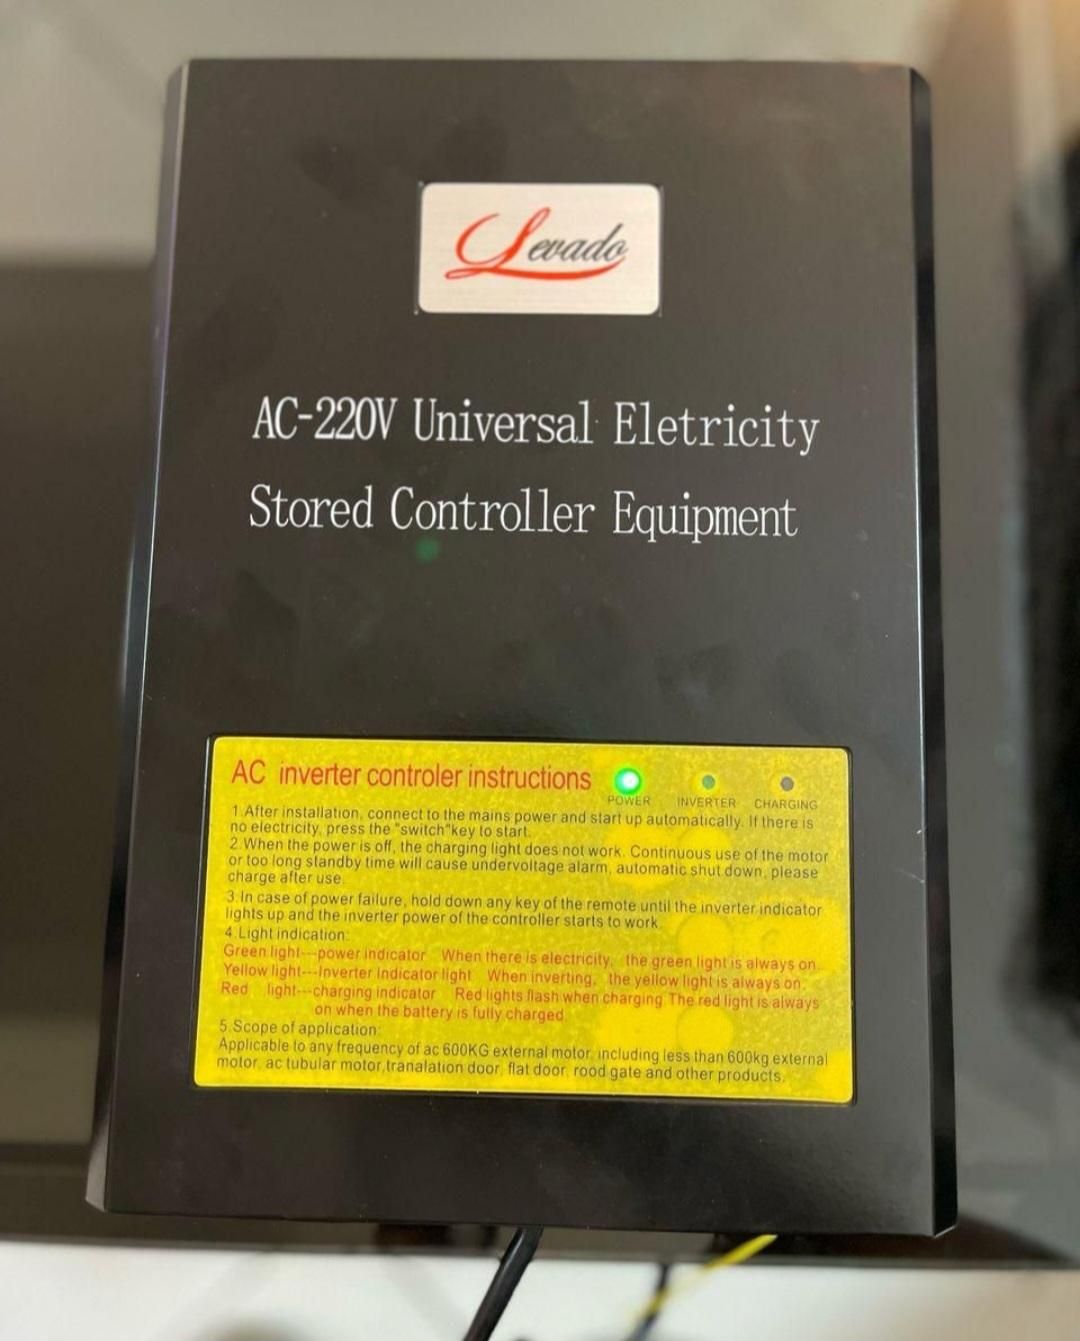 Levado
AC-220V Universal Eletricity
Stored Controller Equipment
AC inverter controler instructions
POWER INVERTER CHARGING
1.After installation, connect to the mains power and start up automatically. If there is
no electricity, press the "switch"key to start.
2.When the power is off, the charging light does not work. Continuous use of the motor
or too long standby time will cause undervoltage alarm, automatic shut down, please
charge after use.
3.In case of power failure, hold down any key of the remote until the inverter indicator
lights up and the inverter power of the controller starts to work.
4.Light indication:
Green light---power indicator When there is electricity, the green light is always on.
Yellow light---Inverter Indicator light When inverting, the yellow light is always on.
Red light---charging indicator Red lights flash when charging The red light is always
on when the battery is fully charged.
5.Scope of application:
Applicable to any frequency of ac 600KG external motor, including less than 600kg external
motor, ac tubular motor,tranalation door, flat door, rood gate and other products.